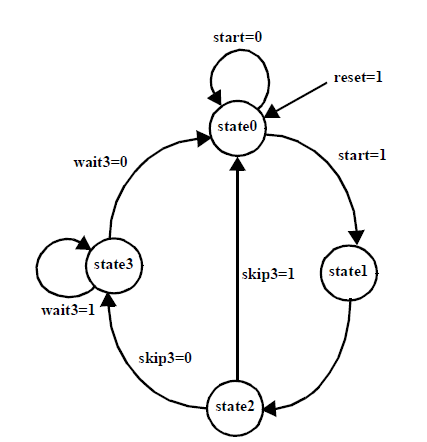 start=0
reset=1
state0
start=1
wait3=0
state3
state1
skip3=1
wait3=1
skip3=0
state2